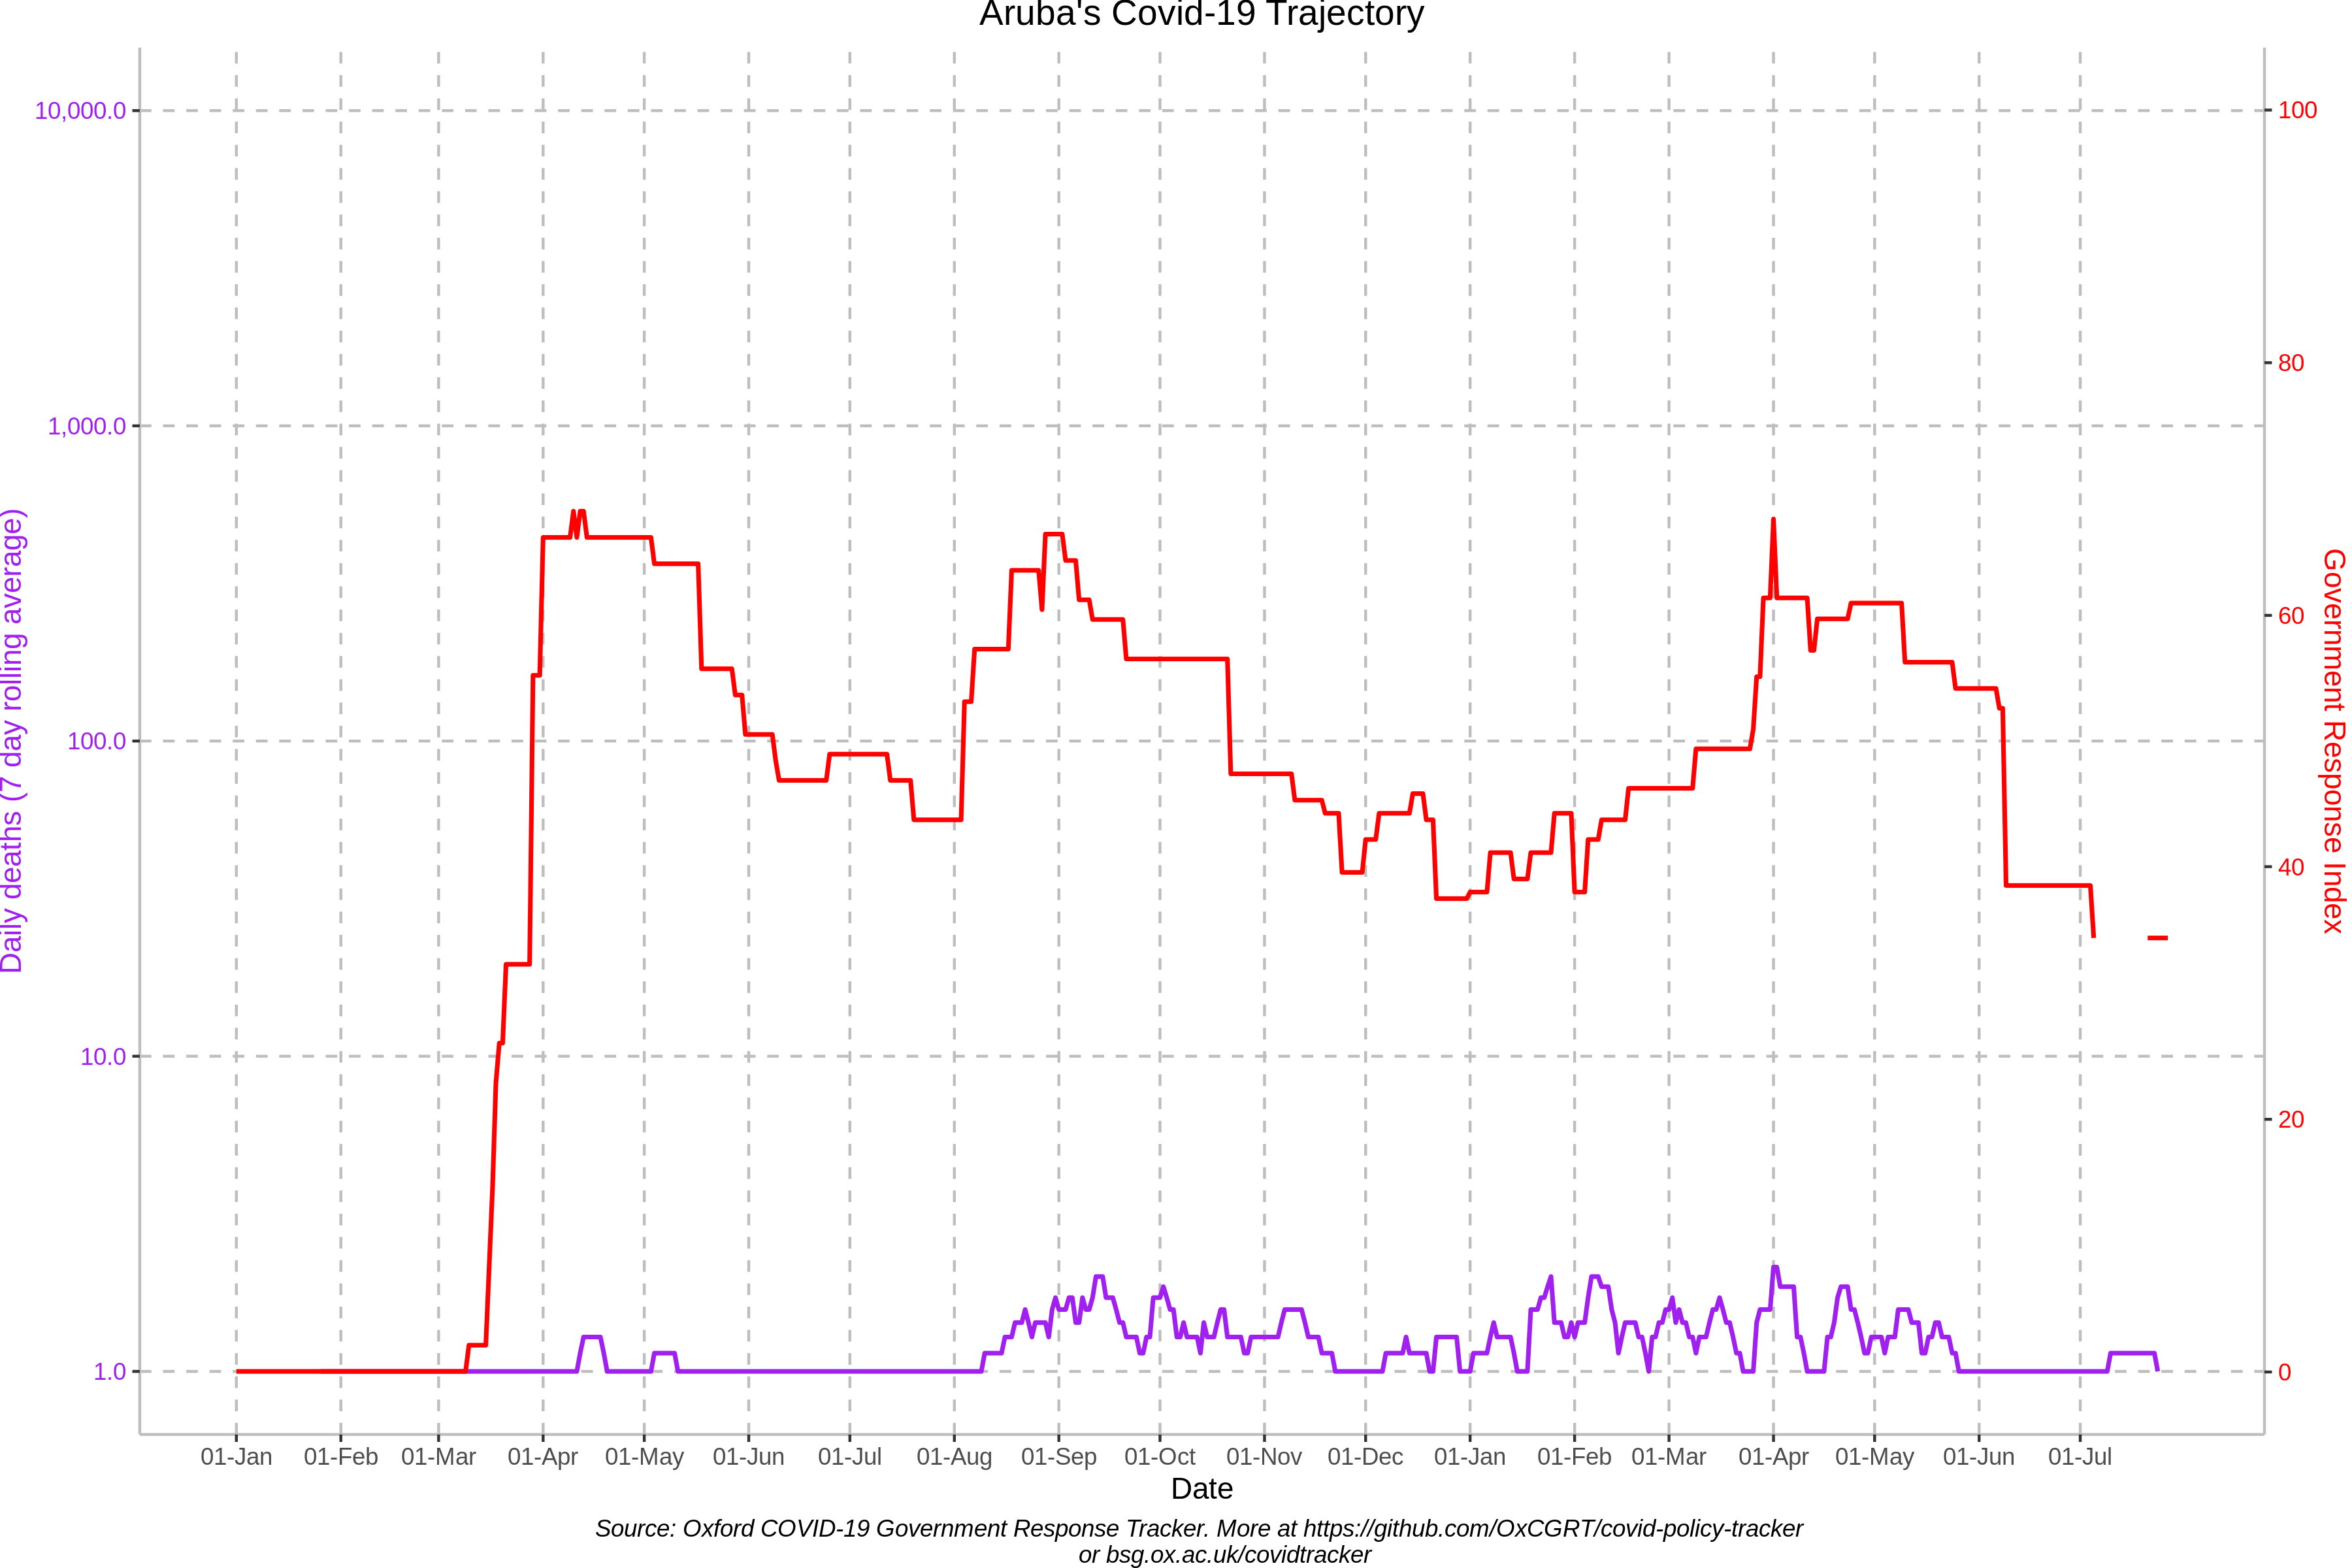 Aruba's Covid-19 Trajectory
10,000.0
1,000.0
100.0
10.0
1.0
Daily deaths (7 day rolling average)
100
80
60
40
20
0
Government Response Index
01-Jan 01-Feb 01-Mar 01-Apr 01-May 01-Jun 01-Jul 01-Aug 01-Sep 01-Oct 01-Nov 01-Dec 01-Jan 01-Feb 01-Mar 01-Apr 01-May 01-Jun 01-Jul
Date
Source: Oxford COVID-19 Government Response Tracker. More at https://github.com/OxCGRT/covid-policy-tracker
or bsg.ox.ac.uk/covidtracker